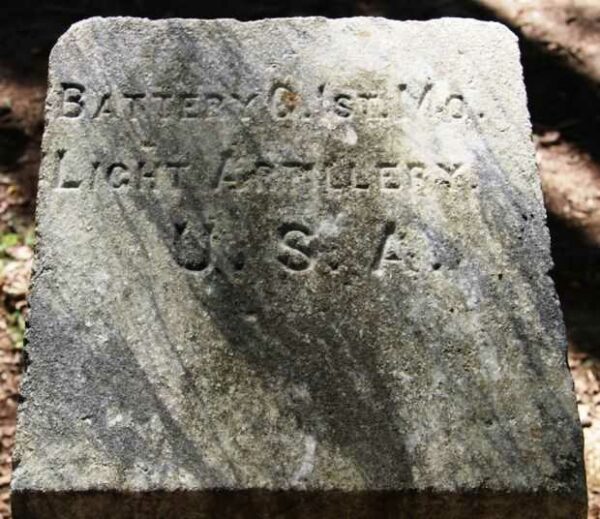 BATTERY C. 1ST. MO.
LIGHT ARTILLERY.
U. S. A.